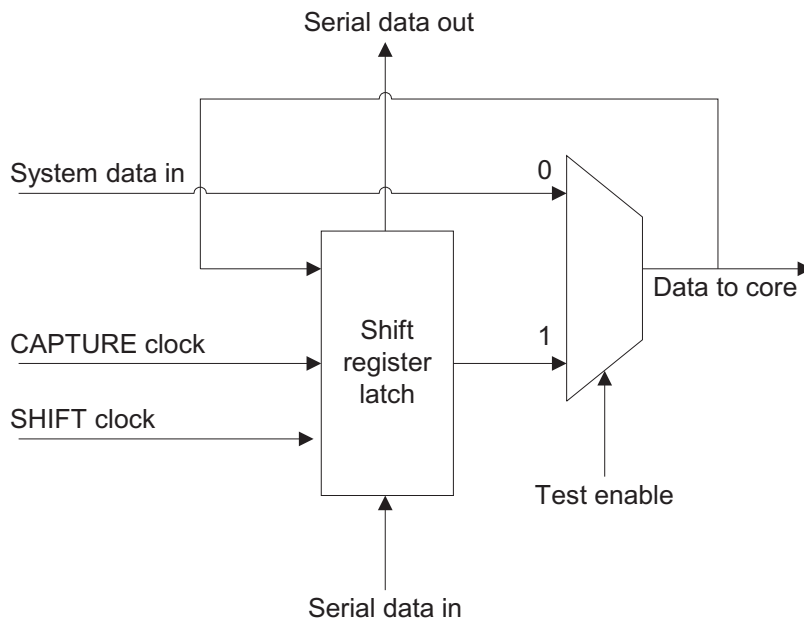 Serial data out
System data in
0
Data to core
Shift
register
latch
1
CAPTURE clock
SHIFT clock
Test enable
Serial data in